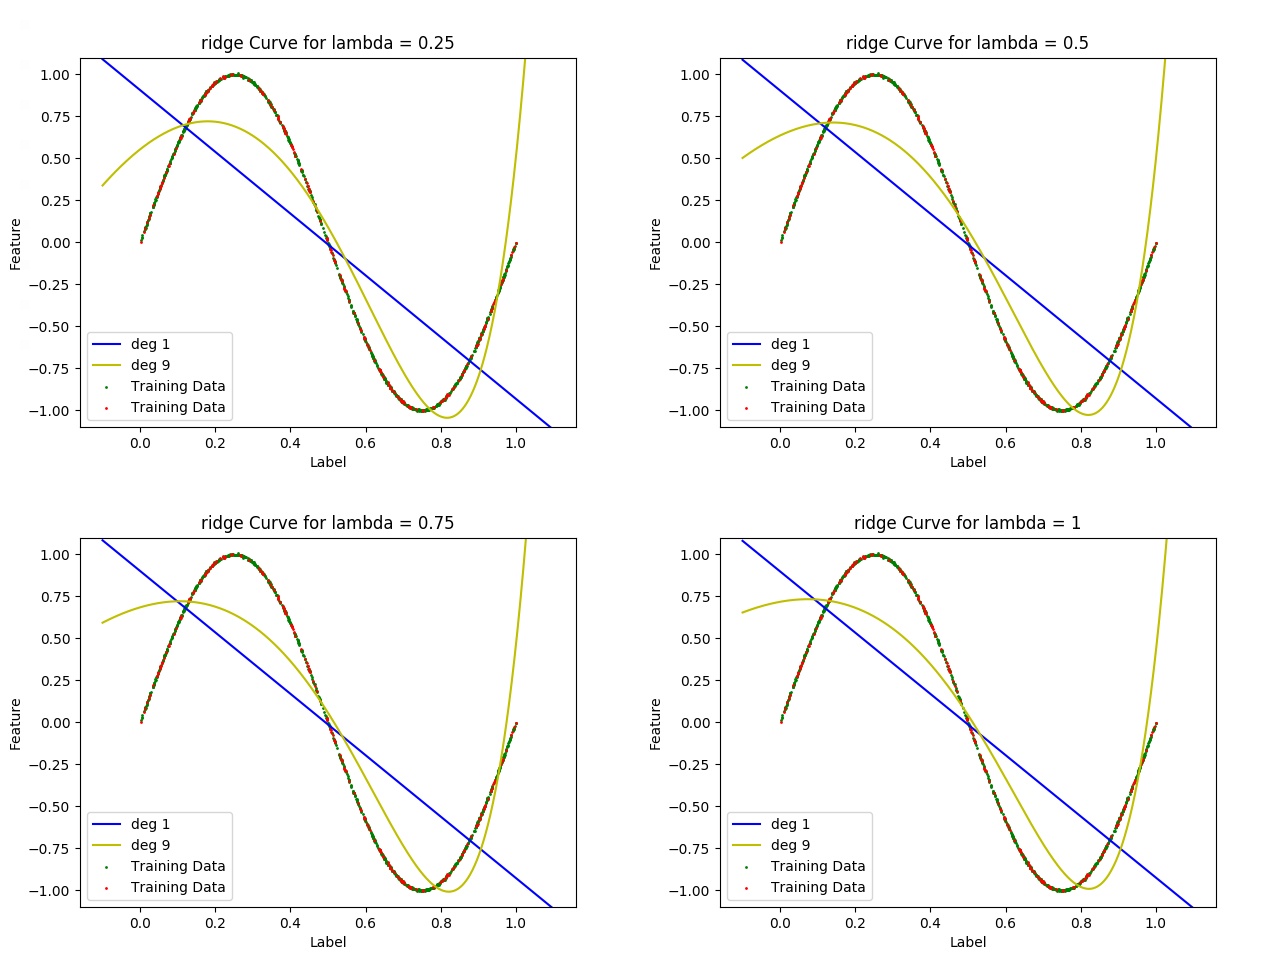 ridge Curve for lambda = 0.25
1.00
0.75
0.50
0.25
0.00
−0.25
−0.50
−0.75
−1.00
Feature
deg 1
deg 9
Training Data
Training Data
0.0 0.2 0.4 0.6 0.8 1.0
Label
ridge Curve for lambda = 0.5
1.00
0.75
0.50
0.25
0.00
−0.25
−0.50
−0.75
−1.00
Feature
deg 1
deg 9
Training Data
Training Data
0.0 0.2 0.4 0.6 0.8 1.0
Label
ridge Curve for lambda = 0.75
1.00
0.75
0.50
0.25
0.00
−0.25
−0.50
−0.75
−1.00
Feature
deg 1
deg 9
Training Data
Training Data
0.0 0.2 0.4 0.6 0.8 1.0
Label
ridge Curve for lambda = 1
1.00
0.75
0.50
0.25
0.00
−0.25
−0.50
−0.75
−1.00
Feature
deg 1
deg 9
Training Data
Training Data
0.0 0.2 0.4 0.6 0.8 1.0
Label